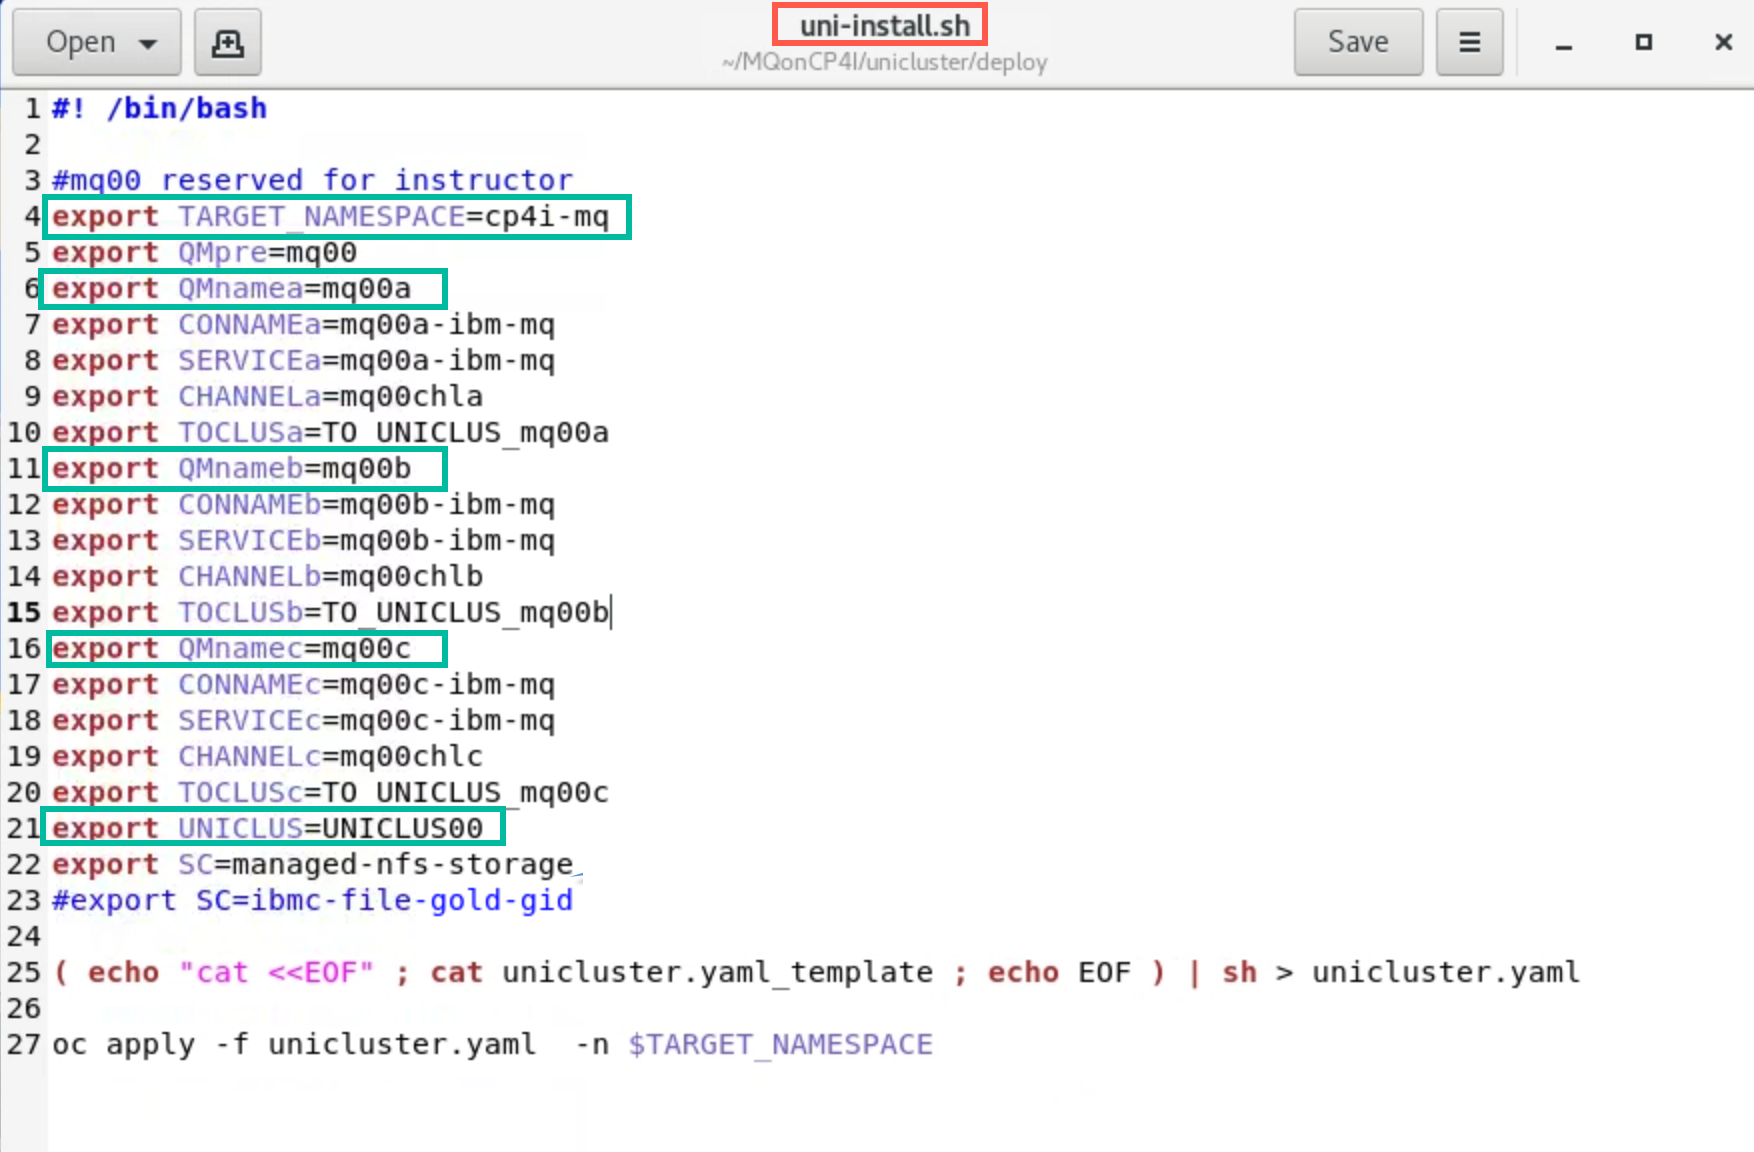 Open
uni-install.sh
~/MQonCP4I/unicluster/deploy
Save
1 #! /bin/bash
2
3 #mq00 reserved for instructor
4 export TARGET_NAMESPACE=cp4i-mq
5 export QMpre=mq00
6 export QMnamea=mq00a
7 export CONNAMEa=mq00a-ibm-mq
8 export SERVICEa=mq00a-ibm-mq
9 export CHANNELa=mq00chla
10 export TOCLUSa=TO_UNICLUS_mq00a
11 export QMnameb=mq00b
12 export CONNAMEb=mq00b-ibm-mq
13 export SERVICEb=mq00b-ibm-mq
14 export CHANNELb=mq00chlb
15 export TOCLUSb=TO_UNICLUS_mq00b
16 export QMnamec=mq00c
17 export CONNAMEc=mq00c-ibm-mq
18 export SERVICEc=mq00c-ibm-mq
19 export CHANNELc=mq00chlc
20 export TOCLUSc=TO_UNICLUS_mq00c
21 export UNICLUS=UNICLUS00
22 export SC=managed-nfs-storage
23 #export SC=ibmc-file-gold-gid
24
25 ( echo "cat <<EOF" ; cat unicluster.yaml_template ; echo EOF ) | sh > unicluster.yaml
26
27 oc apply -f unicluster.yaml  -n $TARGET_NAMESPACE